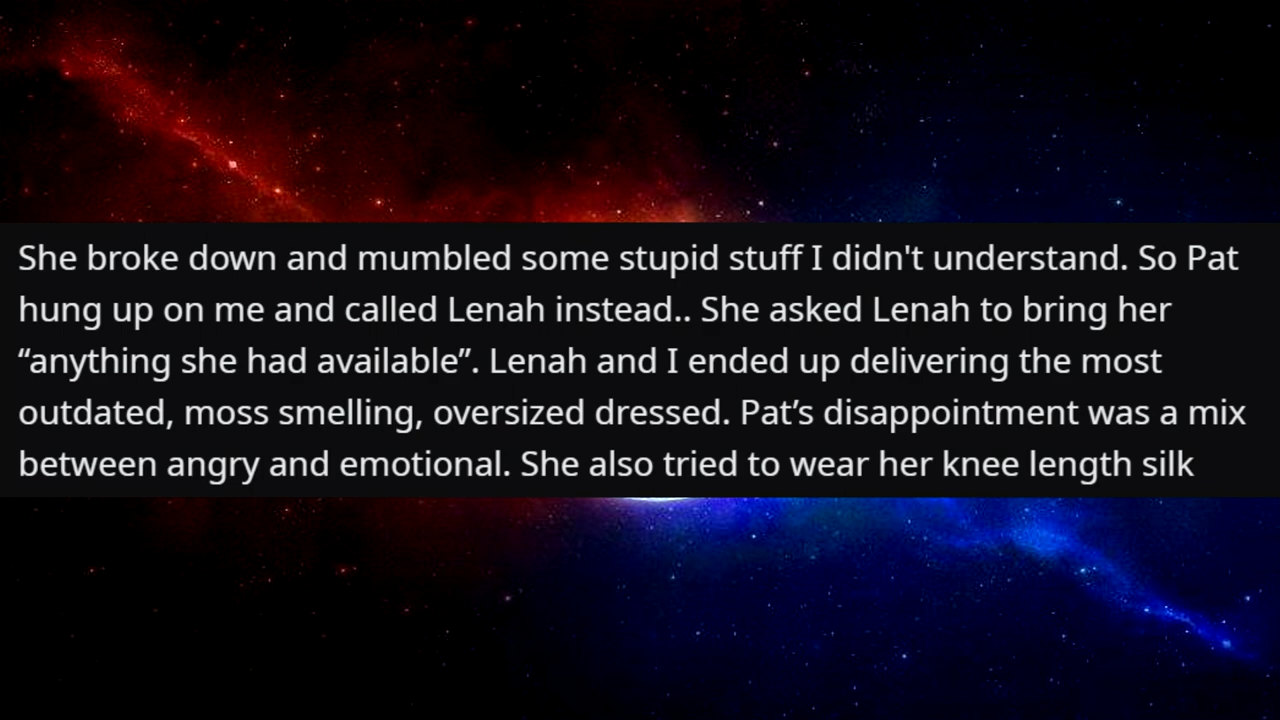 She broke down and mumbled some stupid stuff I didn't understand. So Pat
hung up on me and called Lenah instead.. She asked Lenah to bring her
“anything she had available”. Lenah and I ended up delivering the most
outdated, moss smelling, oversized dressed. Pat’s disappointment was a mix
between angry and emotional. She also tried to wear her knee length silk